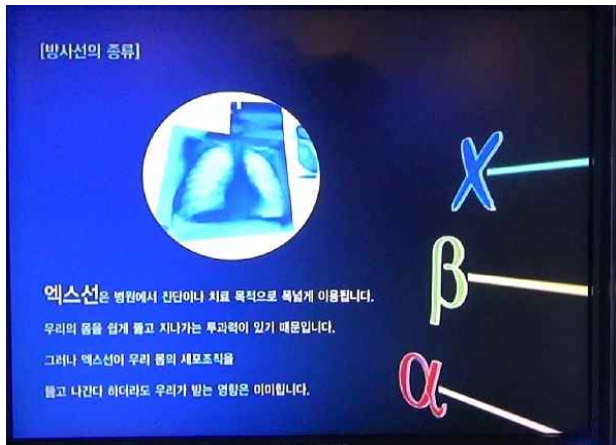 [방사선의 종류]
엑스선은 병원에서 진단이나 치료 목적으로 폭넓게 이용됩니다.
우리의 몸을 쉽게 뚫고 지나가는 투과력이 있기 때문입니다.
그러나 엑스선이 우리 몸의 세포조직을
뚫고 나간다 하더라도 우리가 받는 영향은 미미합니다.
X
β
α